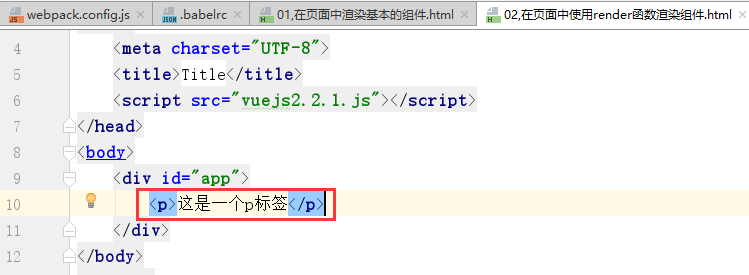 webpack.config.js .babelrc 01,在页面中渲染基本的组件.html 02,在页面中使用render函数渲染组件.html
4 <meta charset="UTF-8">
5 <title>Title</title>
6 <script src="vuejs2.2.1.js"></script>
7 </head>
8 <body>
9 <div id="app">
10 <p>这是一个p标签</p>
11 </div>
12 </body>